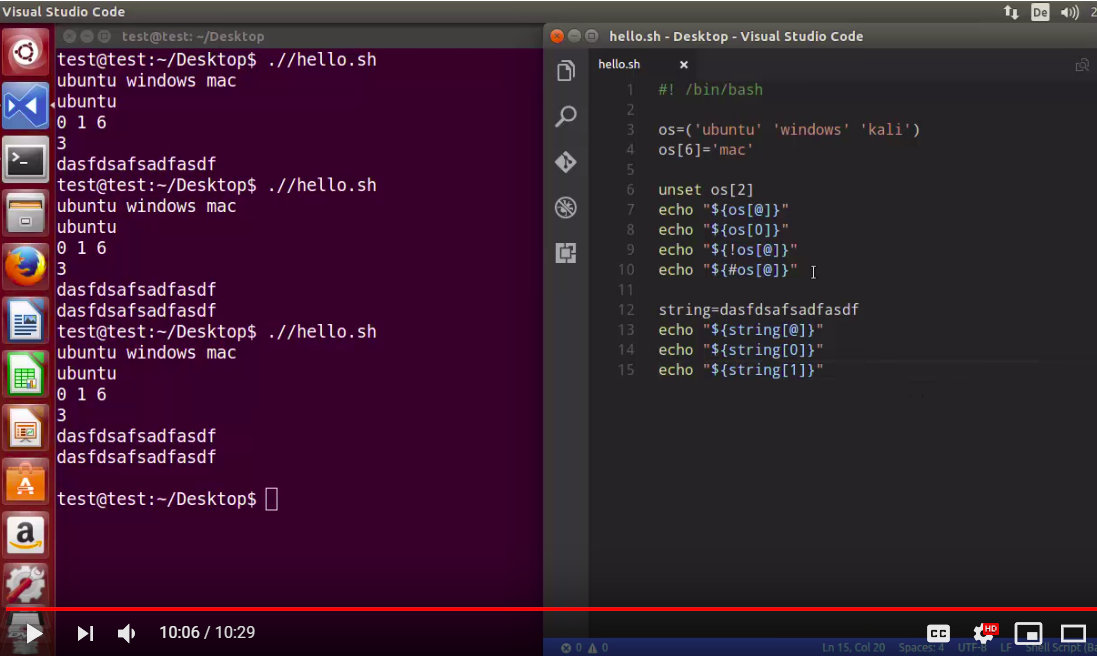 Visual Studio Code
De
test@test: ~/Desktop
test@test:~/Desktop$ .//hello.sh
ubuntu windows mac
ubuntu
0 1 6
3
dasfdsafsadfasdf
test@test:~/Desktop$ .//hello.sh
ubuntu windows mac
ubuntu
0 1 6
3
dasfdsafsadfasdf
dasfdsafsadfasdf
test@test:~/Desktop$ .//hello.sh
ubuntu windows mac
ubuntu
0 1 6
3
dasfdsafsadfasdf
dasfdsafsadfasdf
test@test:~/Desktop$
hello.sh - Desktop - Visual Studio Code
hello.sh
1 #! /bin/bash
2
3 os=('ubuntu' 'windows' 'kali')
4 os[6]='mac'
5
6 unset os[2]
7 echo "${os[@]}"
8 echo "${os[0]}"
9 echo "${!os[@]}"
10 echo "${#os[@]}"
11
12 string=dasfdsafsadfasdf
13 echo "${string[@]}"
14 echo "${string[0]}"
15 echo "${string[1]}"
10:06 / 10:29
CC
HD
0 0
Ln 15, Col 20 Spaces: 4 UTF-8 LF Shell Script (Ba